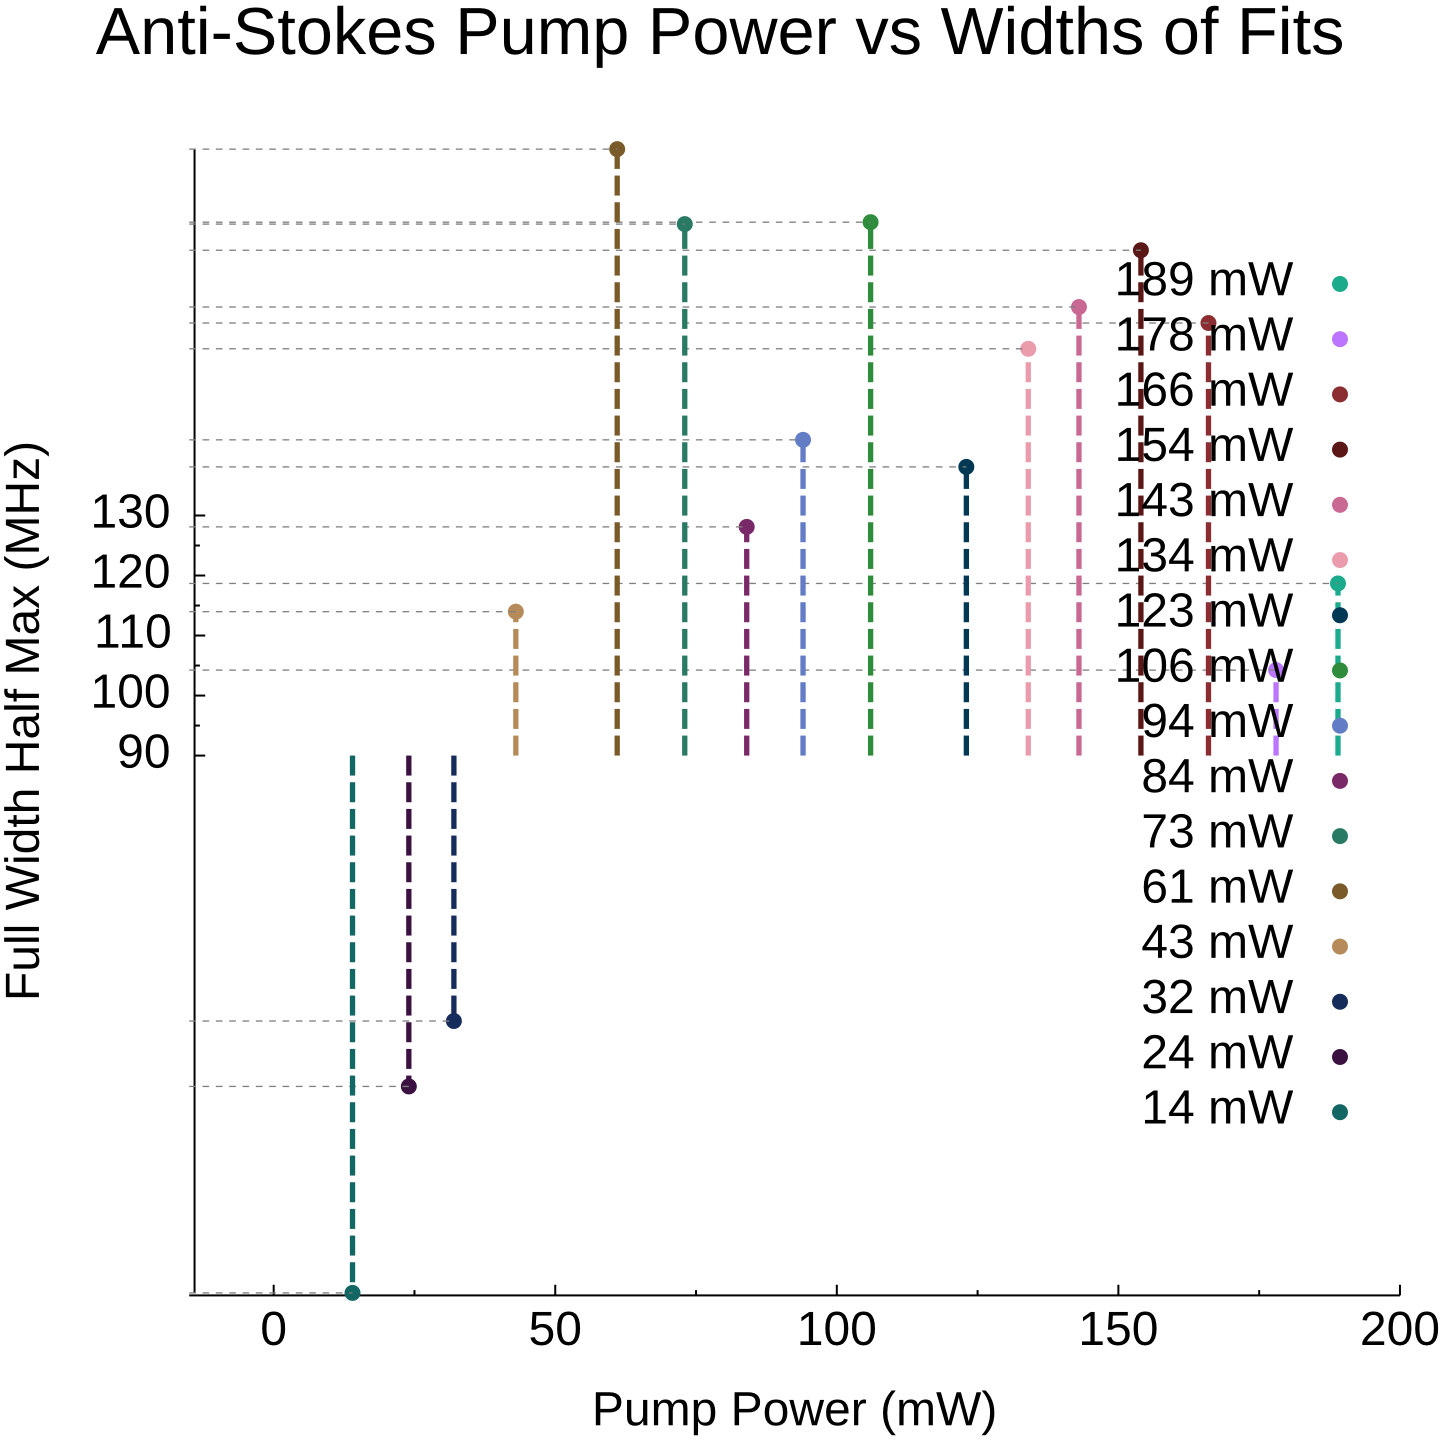 Anti-Stokes Pump Power vs Widths of Fits
Full Width Half Max (MHz)
130
120
110
100
90
189 mW
178 mW
166 mW
154 mW
143 mW
134 mW
123 mW
106 mW
94 mW
84 mW
73 mW
61 mW
43 mW
32 mW
24 mW
14 mW
0 50 100 150 200
Pump Power (mW)